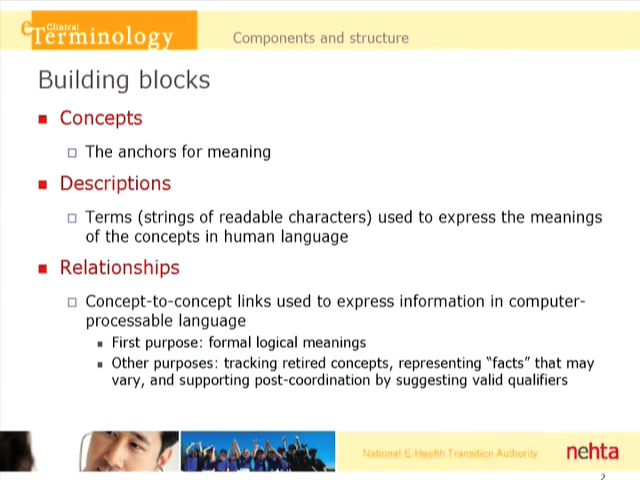 eClinical
Terminology
Components and structure
Building blocks
Concepts
The anchors for meaning
Descriptions
Terms (strings of readable characters) used to express the meanings
of the concepts in human language
Relationships
Concept-to-concept links used to express information in computer-
processable language
First purpose: formal logical meanings
Other purposes: tracking retired concepts, representing “facts” that may
vary, and supporting post-coordination by suggesting valid qualifiers
National E-Health Transition Authority
nehta
2